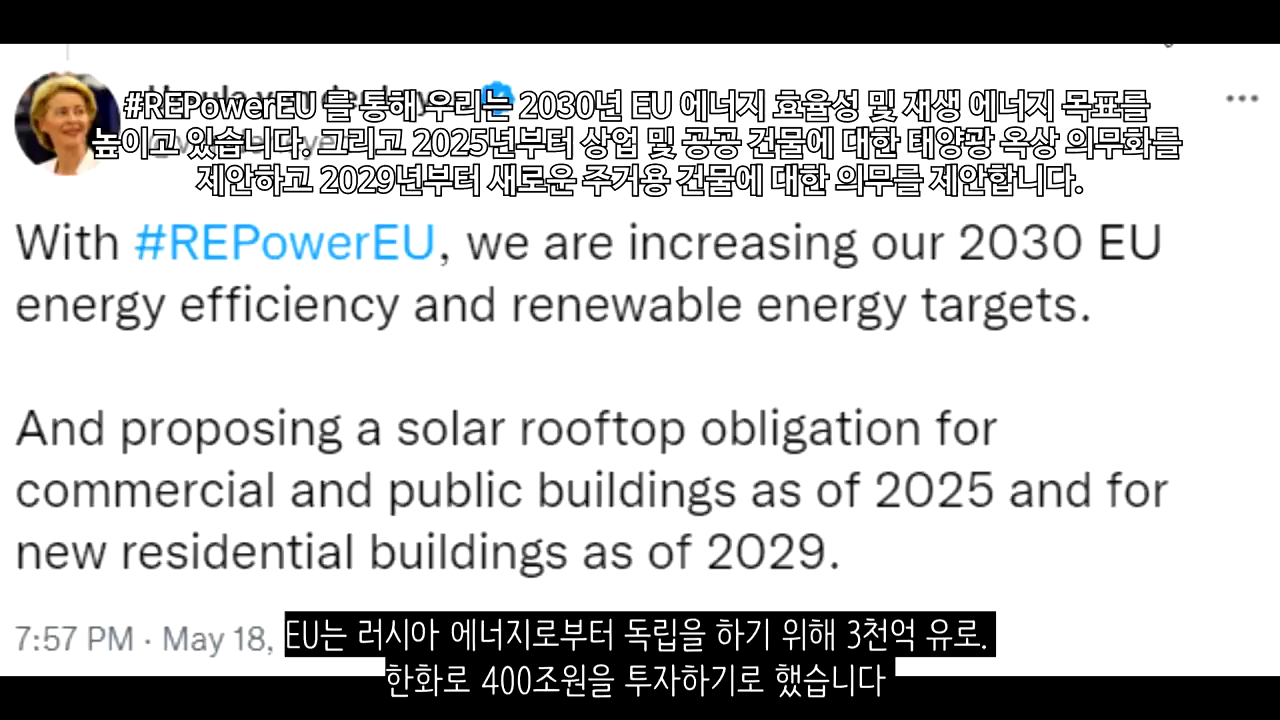 #REPowerEU 를 통해 우리는 2030년 EU 에너지 효율성 및 재생 에너지 목표를
높이고 있습니다. 그리고 2025년부터 상업 및 공공 건물에 대한 태양광 옥상 의무화를
제안하고 2029년부터 새로운 주거용 건물에 대한 의무를 제안합니다.
With #REPowerEU, we are increasing our 2030 EU
energy efficiency and renewable energy targets.
And proposing a solar rooftop obligation for
commercial and public buildings as of 2025 and for
new residential buildings as of 2029.
7:57 PM · May 18,
EU는 러시아 에너지로부터 독립을 하기 위해 3천억 유로.
한화로 400조원을 투자하기로 했습니다